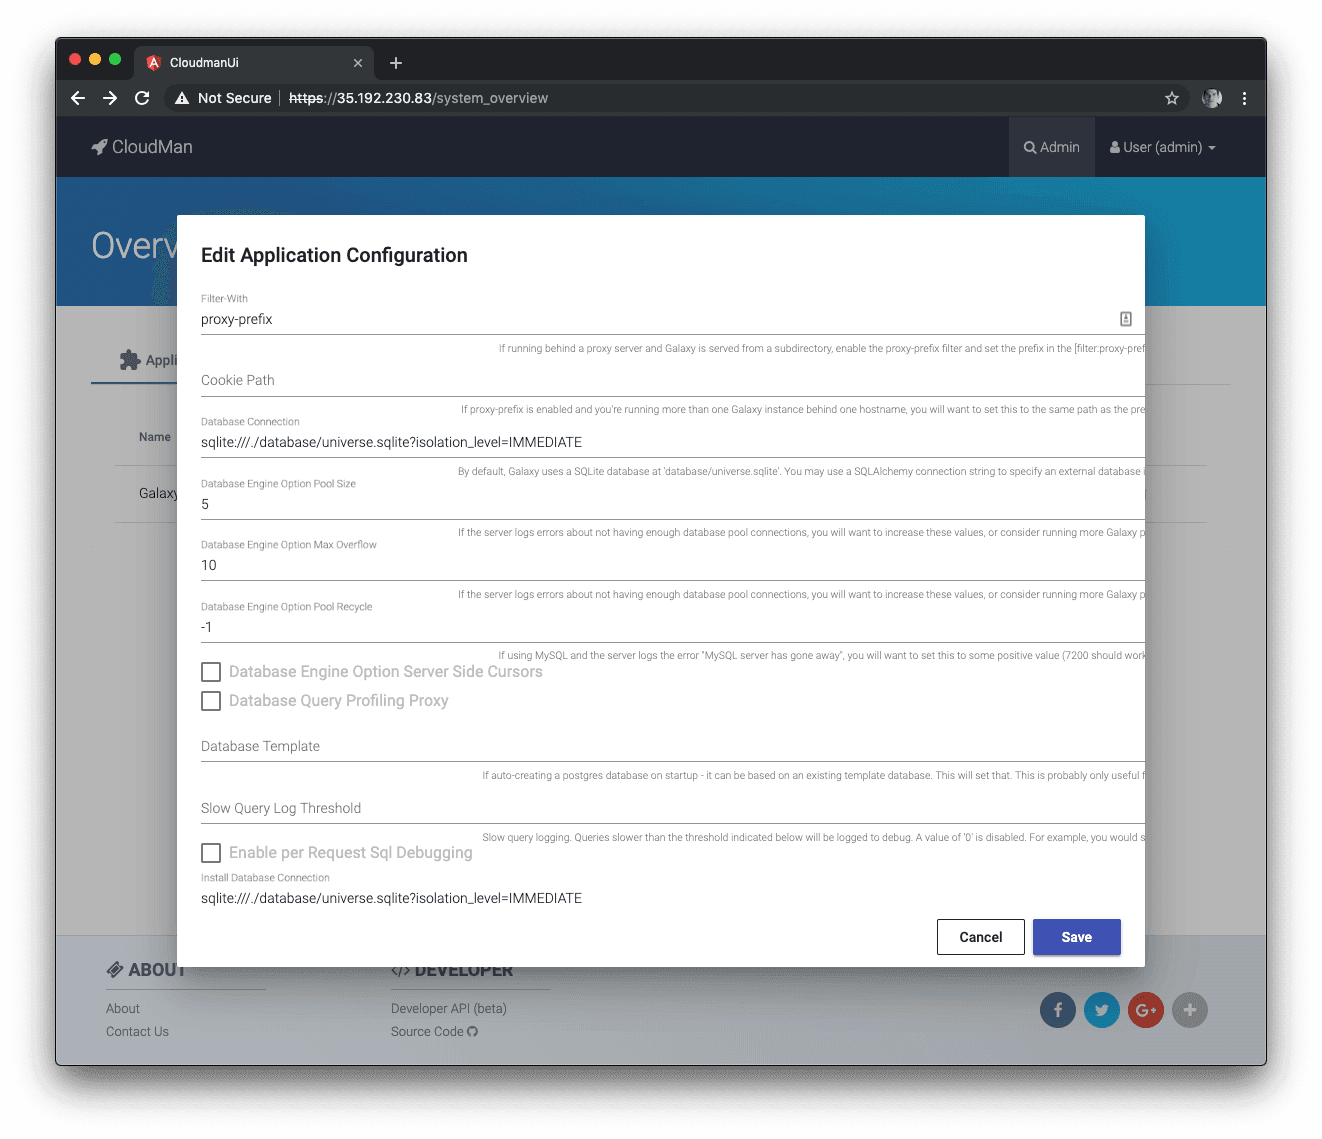 CloudmanUi
Not Secure https://35.192.230.83/system_overview
CloudMan
Admin
User (admin)
Edit Application Configuration
Filter-With
proxy-prefix
If running behind a proxy server and Galaxy is served from a subdirectory, enable the proxy-prefix filter and set the prefix in the [filter:proxy-pref
Cookie Path
If proxy-prefix is enabled and you're running more than one Galaxy instance behind one hostname, you will want to set this to the same path as the pre
Database Connection
sqlite:///./database/universe.sqlite?isolation_level=IMMEDIATE
By default, Galaxy uses a SQLite database at 'database/universe.sqlite'. You may use a SQLAlchemy connection string to specify an external database i
Database Engine Option Pool Size
5
If the server logs errors about not having enough database pool connections, you will want to increase these values, or consider running more Galaxy p
Database Engine Option Max Overflow
10
If the server logs errors about not having enough database pool connections, you will want to increase these values, or consider running more Galaxy p
Database Engine Option Pool Recycle
-1
If using MySQL and the server logs the error "MySQL server has gone away", you will want to set this to some positive value (7200 should work
Database Engine Option Server Side Cursors
Database Query Profiling Proxy
Database Template
If auto-creating a postgres database on startup - it can be based on an existing template database. This will set that. This is probably only useful f
Slow Query Log Threshold
Slow query logging. Queries slower than the threshold indicated below will be logged to debug. A value of '0' is disabled. For example, you would s
Enable per Request Sql Debugging
Install Database Connection
sqlite:///./database/universe.sqlite?isolation_level=IMMEDIATE
Cancel
Save
Overv
Appli
Name
Galaxy
ABOUT
About
Contact Us
DEVELOPER
Developer API (beta)
Source Code